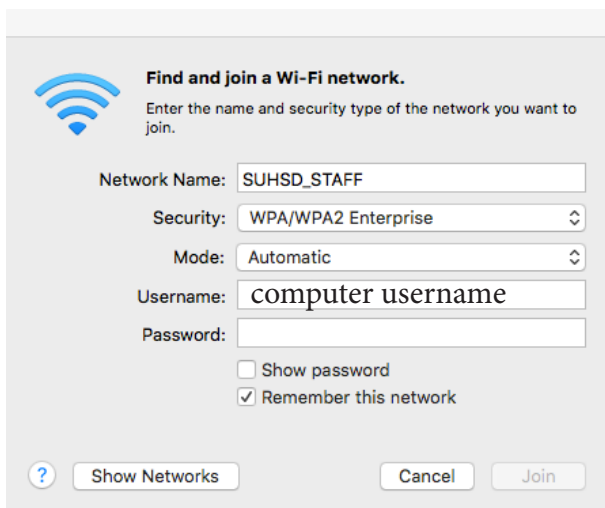 Find and join a Wi-Fi network.
Enter the name and security type of the network you want to
join.
Network Name: SUHSD_STAFF
Security: WPA/WPA2 Enterprise
Mode: Automatic
Username: computer username
Password:
Show password
Remember this network
? Show Networks Cancel Join